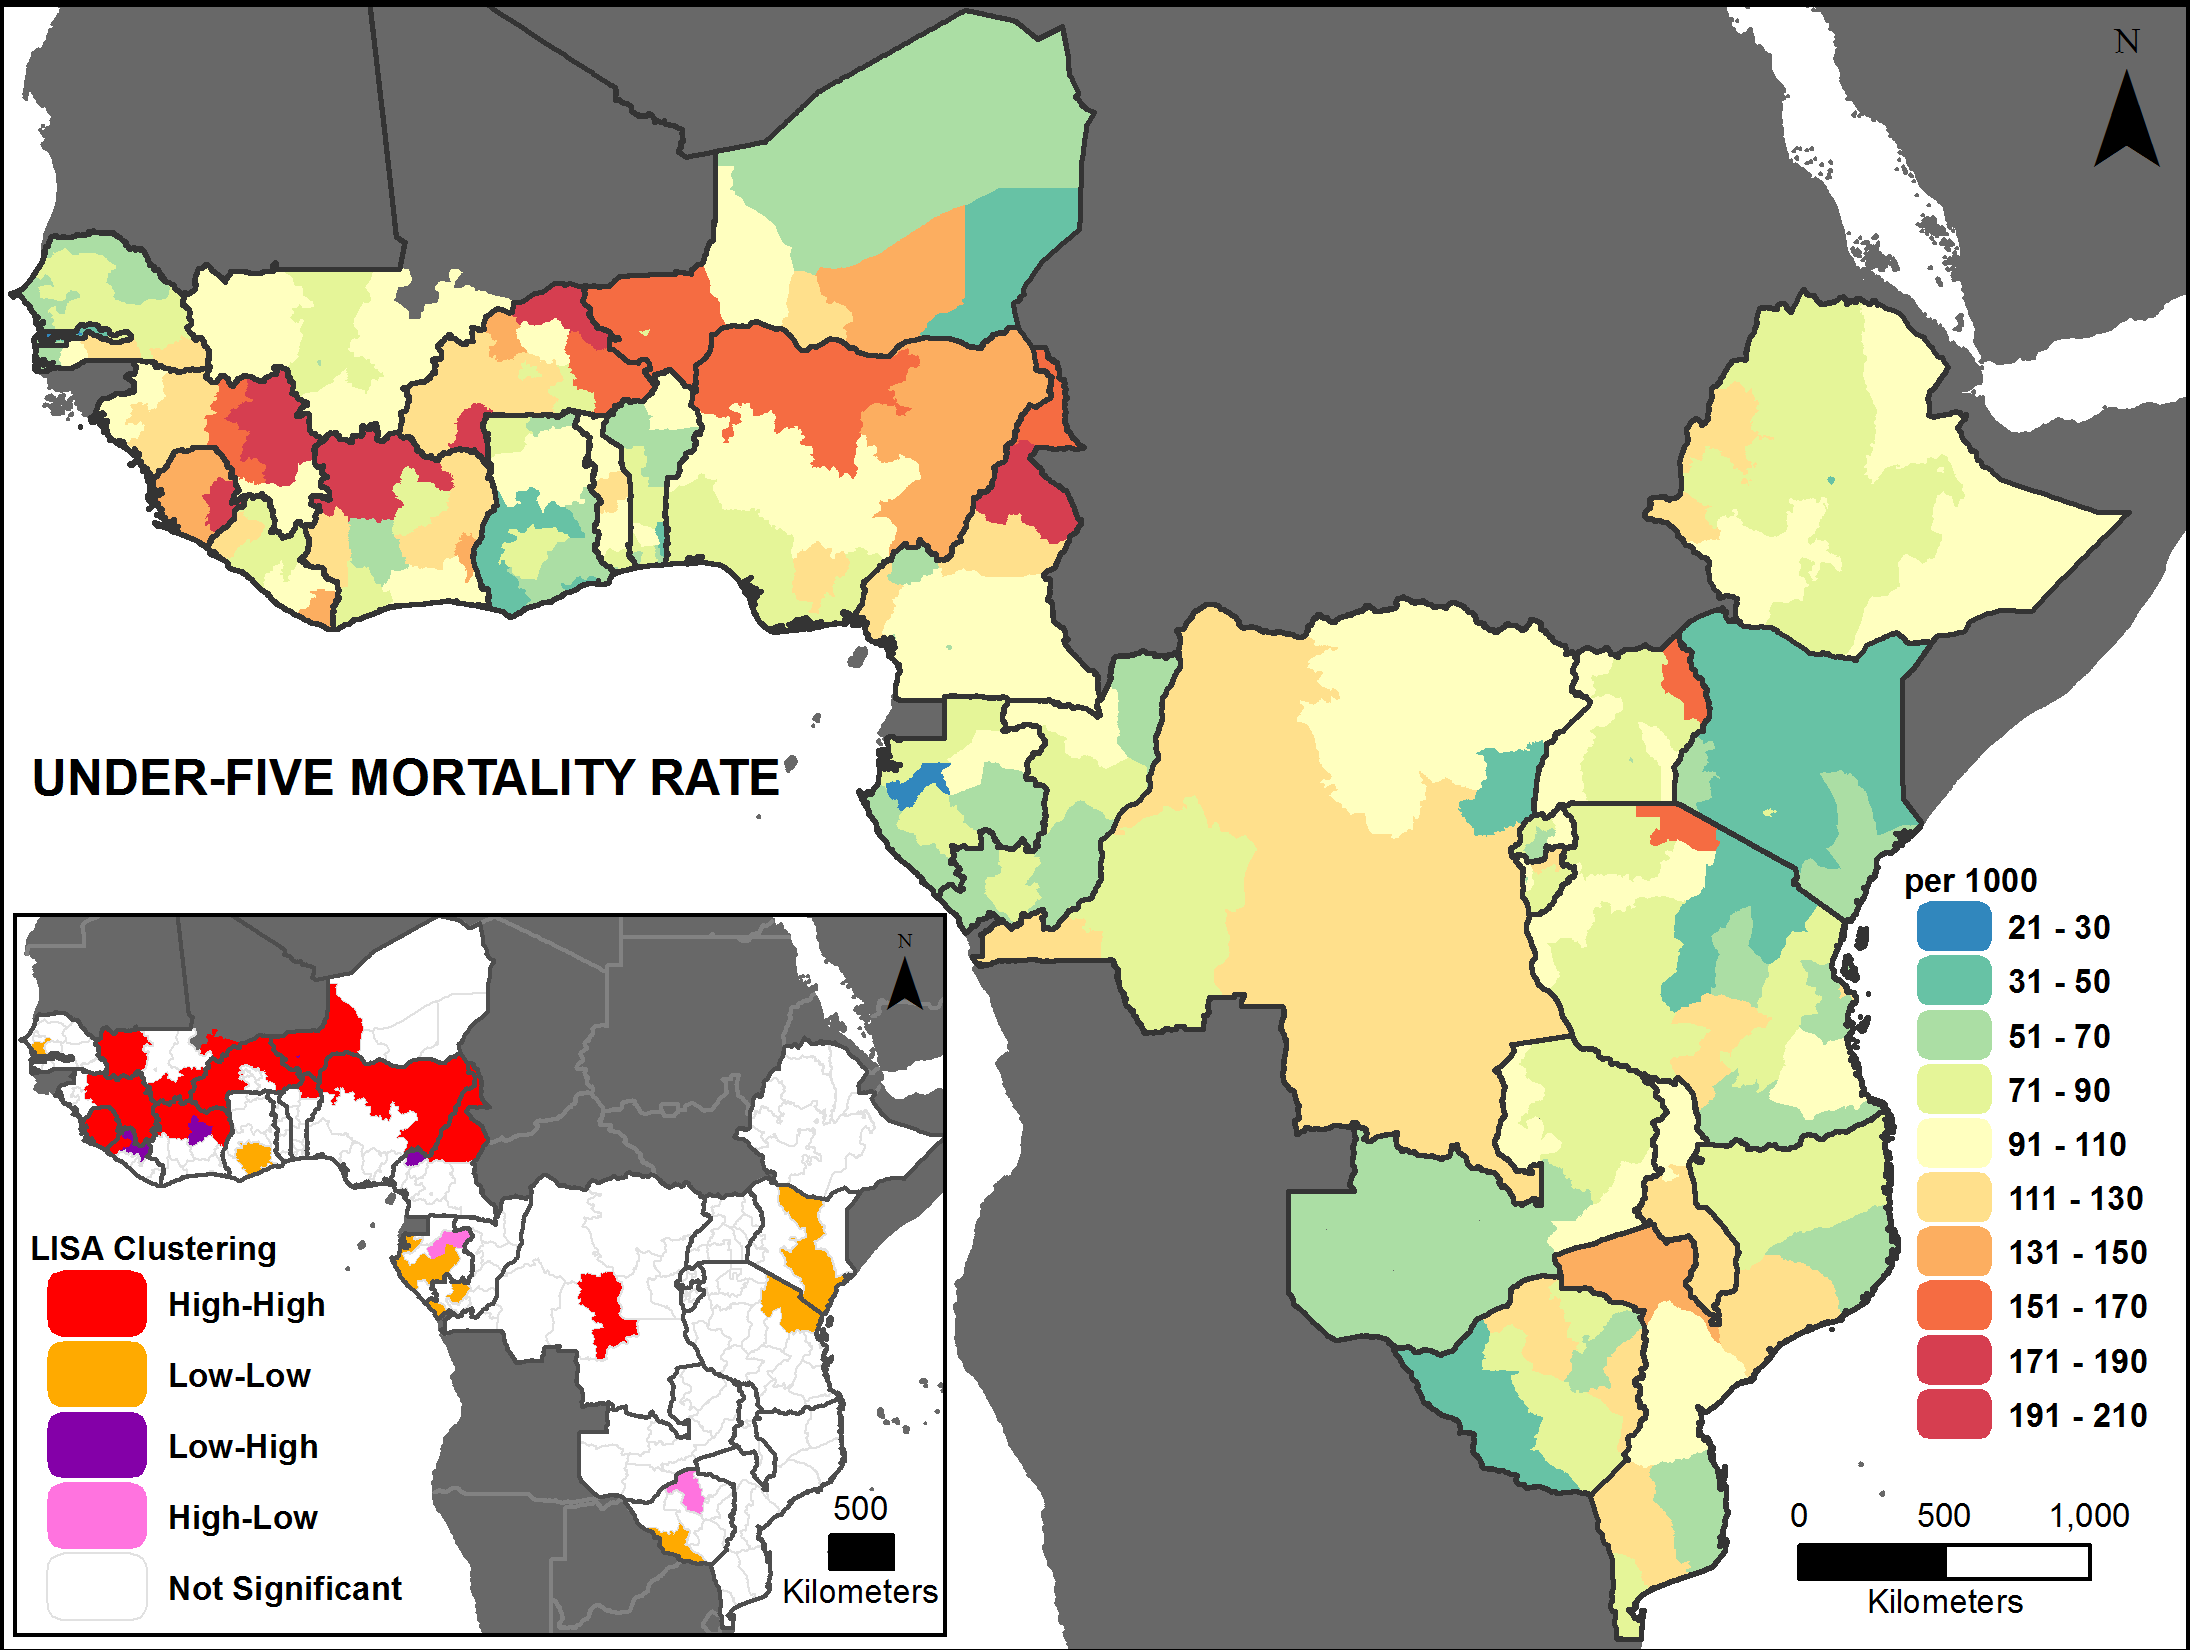 N
UNDER-FIVE MORTALITY RATE
per 1000
21 - 30
31 - 50
51 - 70
71 - 90
91 - 110
111 - 130
131 - 150
151 - 170
171 - 190
191 - 210
0 500 1,000
Kilometers
N
LISA Clustering
High-High
Low-Low
Low-High
High-Low
Not Significant
500
Kilometers